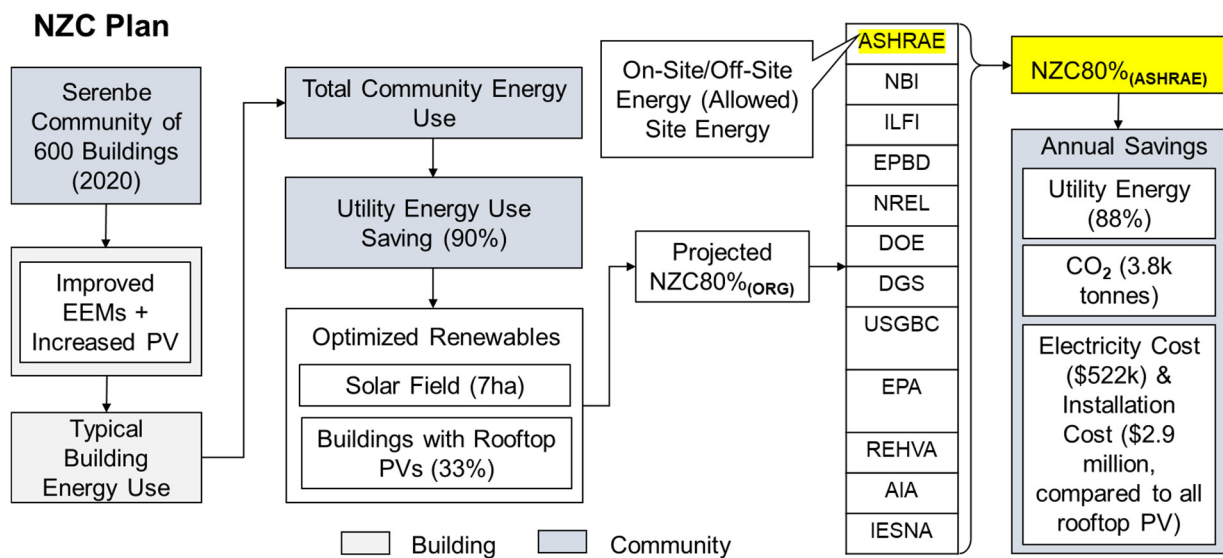 NZC Plan
Serenbe
Community of
600 Buildings
(2020)
Improved
EEMs +
Increased PV
Typical
Building
Energy Use
Total Community Energy
Use
Utility Energy Use
Saving (90%)
Optimized Renewables
Solar Field (7ha)
Buildings with Rooftop
PVs (33%)
Projected
NZC80%(ORG)
On-Site/Off-Site
Energy (Allowed)
Site Energy
ASHRAE
NBI
ILFI
EPBD
NREL
DOE
DGS
USGBC
EPA
REHVA
AIA
IESNA
NZC80%(ASHRAE)
Annual Savings
Utility Energy
(88%)
CO₂ (3.8k
tonnes)
Electricity Cost
($522k) &
Installation
Cost ($2.9
million,
compared to all
rooftop PV)
Building
Community